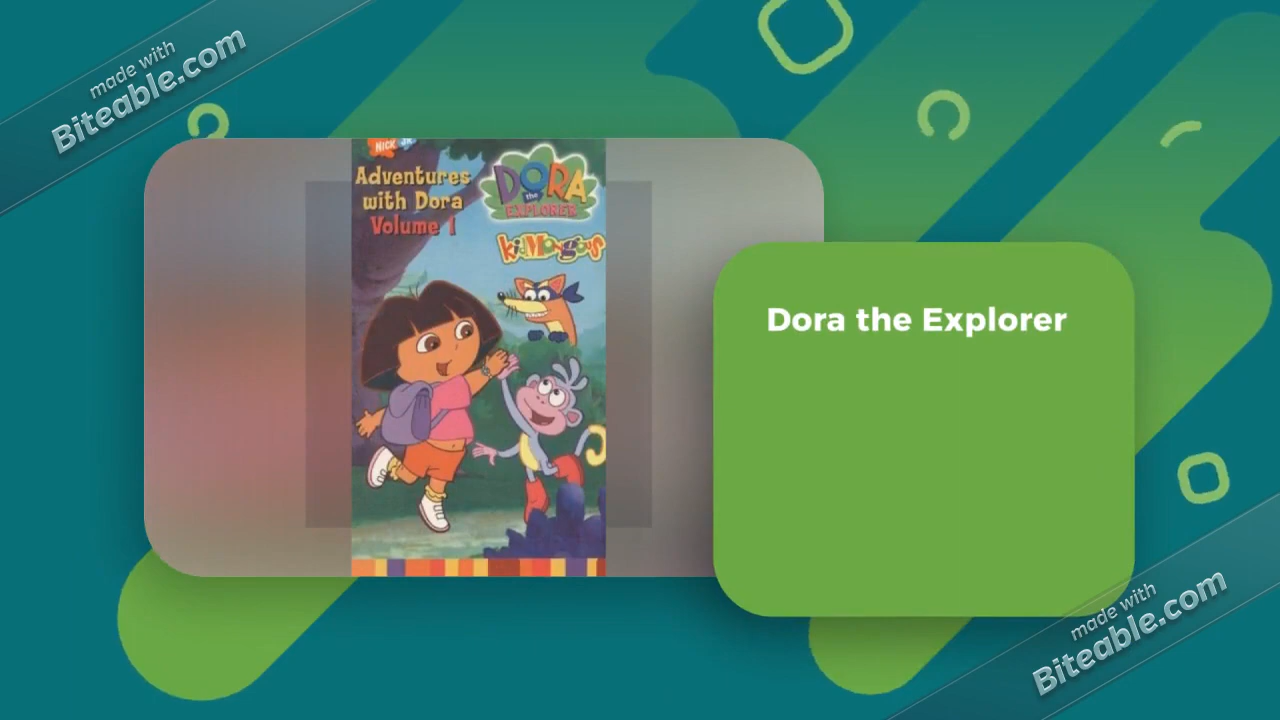 made with
Biteable.com
NICK JR.
Adventures
with Dora
Volume 1
DORA
the
EXPLORER
kidMongous
Dora the Explorer
made with
Biteable.com